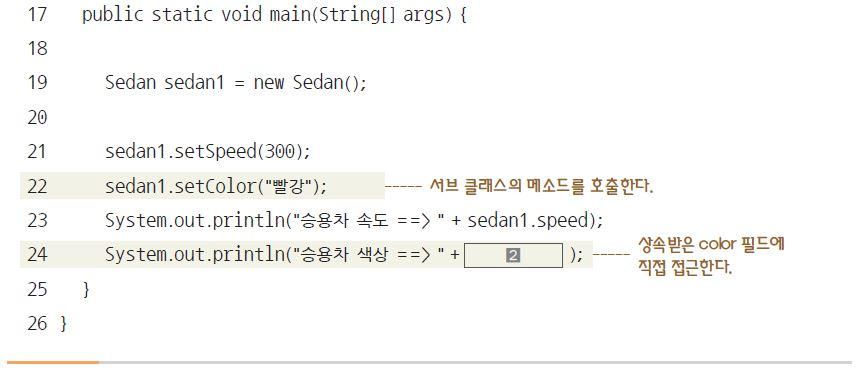 17 public static void main(String[] args) {
18
19 Sedan sedan1 = new Sedan();
20
21 sedan1.setSpeed(300);
22 sedan1.setColor("빨강"); ----- 서브 클래스의 메소드를 호출한다.
23 System.out.println("승용차 속도 ==> " + sedan1.speed);
24 System.out.println("승용차 색상 ==> " + 2 ); ----- 상속받은 color 필드에
직접 접근한다.
25 }
26 }